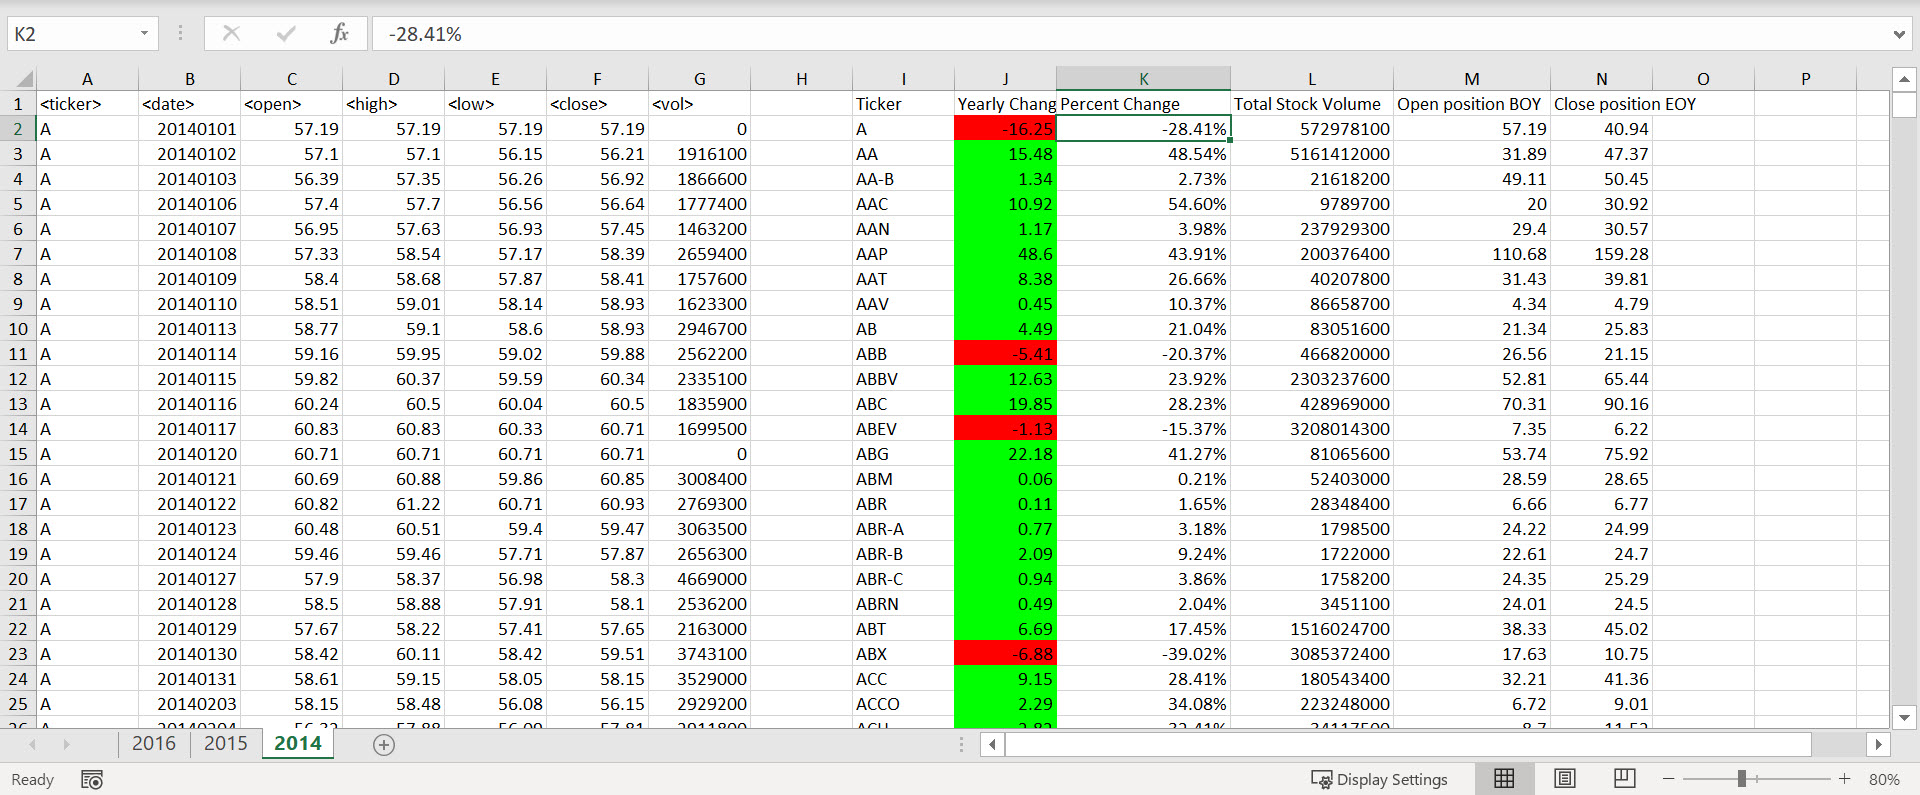 K2 fx -28.41%
A B C D E F G H I J K L M N O P
1 <ticker> <date> <open> <high> <low> <close> <vol> Ticker Yearly Chang Percent Change Total Stock Volume Open position BOY Close position EOY
2 A 20140101 57.19 57.19 57.19 57.19 0 A -16.25 -28.41% 572978100 57.19 40.94
3 A 20140102 57.1 57.1 56.15 56.21 1916100 AA 15.48 48.54% 5161412000 31.89 47.37
4 A 20140103 56.39 57.35 56.26 56.92 1866600 AA-B 1.34 2.73% 21618200 49.11 50.45
5 A 20140106 57.4 57.7 56.56 56.64 1777400 AAC 10.92 54.60% 9789700 20 30.92
6 A 20140107 56.95 57.63 56.93 57.45 1463200 AAN 1.17 3.98% 237929300 29.4 30.57
7 A 20140108 57.33 58.54 57.17 58.39 2659400 AAP 48.6 43.91% 200376400 110.68 159.28
8 A 20140109 58.4 58.68 57.87 58.41 1757600 AAT 8.38 26.66% 40207800 31.43 39.81
9 A 20140110 58.51 59.01 58.14 58.93 1623300 AAV 0.45 10.37% 86658700 4.34 4.79
10 A 20140113 58.77 59.1 58.6 58.93 2946700 AB 4.49 21.04% 83051600 21.34 25.83
11 A 20140114 59.16 59.95 59.02 59.88 2562200 ABB -5.41 -20.37% 466820000 26.56 21.15
12 A 20140115 59.82 60.37 59.59 60.34 2335100 ABBV 12.63 23.92% 2303237600 52.81 65.44
13 A 20140116 60.24 60.5 60.04 60.5 1835900 ABC 19.85 28.23% 428969000 70.31 90.16
14 A 20140117 60.83 60.83 60.33 60.71 1699500 ABEV -1.13 -15.37% 3208014300 7.35 6.22
15 A 20140120 60.71 60.71 60.71 60.71 0 ABG 22.18 41.27% 81065600 53.74 75.92
16 A 20140121 60.69 60.88 59.86 60.85 3008400 ABM 0.06 0.21% 52403000 28.59 28.65
17 A 20140122 60.82 61.22 60.71 60.93 2769300 ABR 0.11 1.65% 28348400 6.66 6.77
18 A 20140123 60.48 60.51 59.4 59.47 3063500 ABR-A 0.77 3.18% 1798500 24.22 24.99
19 A 20140124 59.46 59.46 57.71 57.87 2656300 ABR-B 2.09 9.24% 1722000 22.61 24.7
20 A 20140127 57.9 58.37 56.98 58.3 4669000 ABR-C 0.94 3.86% 1758200 24.35 25.29
21 A 20140128 58.5 58.88 57.91 58.1 2536200 ABRN 0.49 2.04% 3451100 24.01 24.5
22 A 20140129 57.67 58.22 57.41 57.65 2163000 ABT 6.69 17.45% 1516024700 38.33 45.02
23 A 20140130 58.42 60.11 58.42 59.51 3743100 ABX -6.88 -39.02% 3085372400 17.63 10.75
24 A 20140131 58.61 59.15 58.05 58.15 3529000 ACC 9.15 28.41% 180543400 32.21 41.36
25 A 20140203 58.15 58.48 56.08 56.15 2929200 ACCO 2.29 34.08% 223248000 6.72 9.01
2016 2015 2014
Ready Display Settings 80%